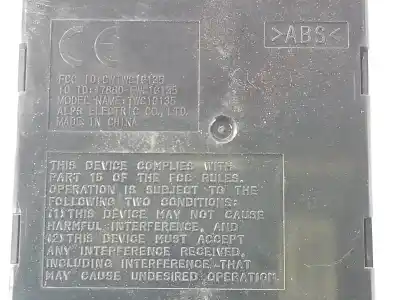 CE
>ABS<
FCC ID:CWTWC1G135
IC ID:1788D-FWC1G135
MODEL NAME:TWC1G135
ALPS ELECTRIC CO., LTD.
MADE IN CHINA
THIS DEVICE COMPLIES WITH
PART 15 OF THE FCC RULES.
OPERATION IS SUBJECT TO THE
FOLLOWING TWO CONDITIONS:
(1)THIS DEVICE MAY NOT CAUSE
HARMFUL INTERFERENCE, AND
(2)THIS DEVICE MUST ACCEPT
ANY INTERFERENCE RECEIVED,
INCLUDING INTERFERENCE THAT
MAY CAUSE UNDESIRED OPERATION.